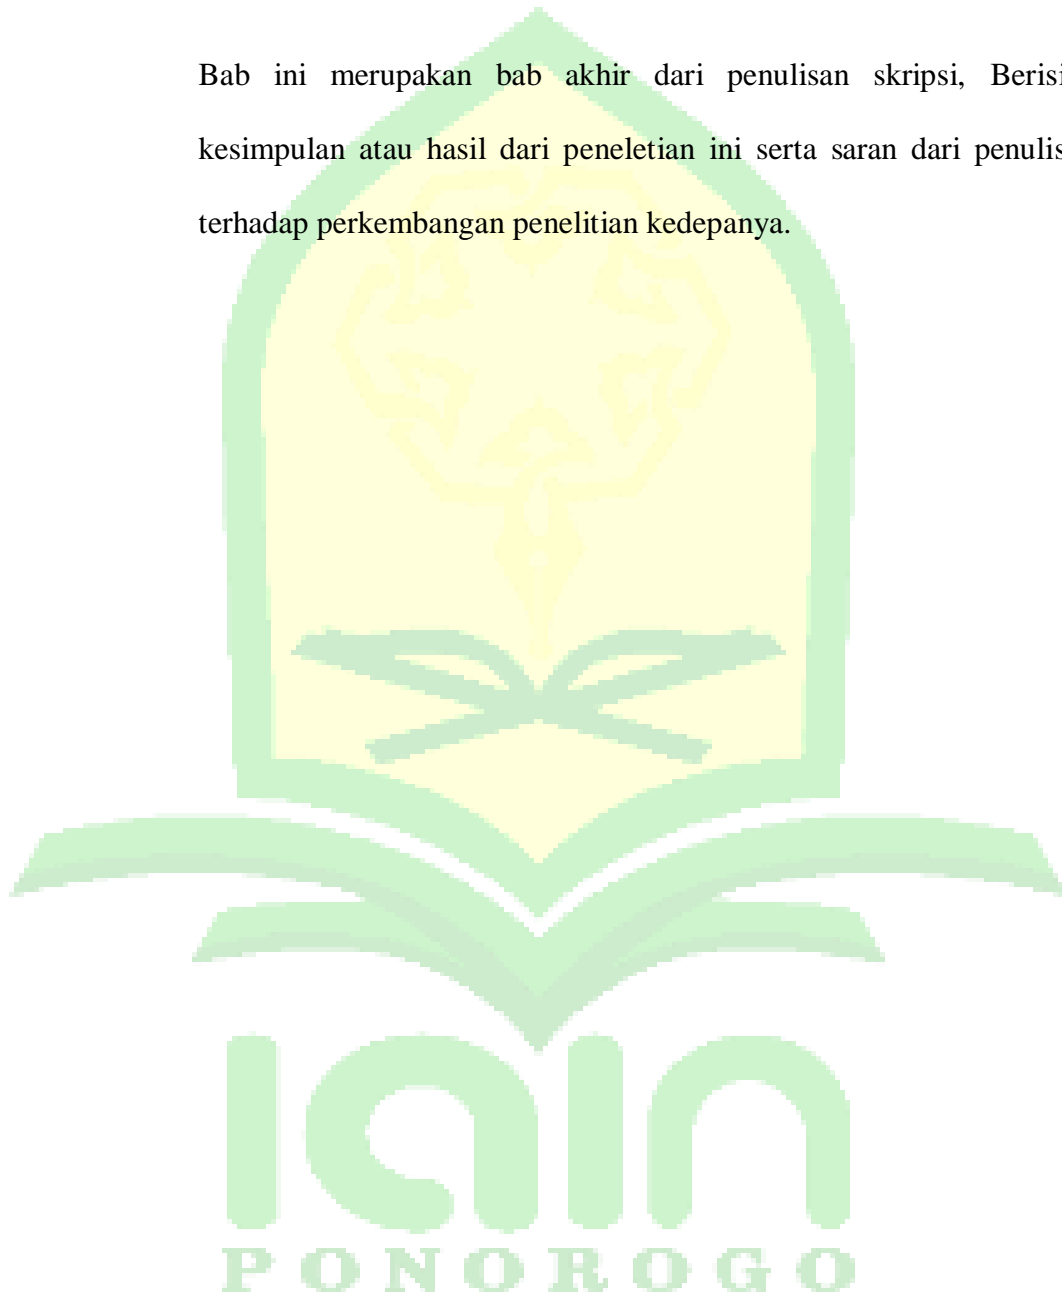 Bab ini merupakan bab akhir dari penulisan skripsi, Berisi
kesimpulan atau hasil dari peneletian ini serta saran dari penulis
terhadap perkembangan penelitian kedepanya.
iain
PONOROGO